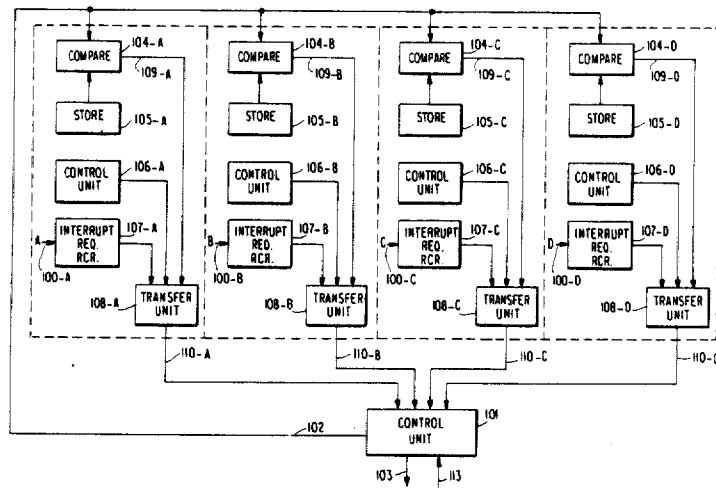 COMPARE
104-A
109-A
STORE
105-A
CONTROL
UNIT
106-A
A
100-A
INTERRUPT
REQ.
RCR.
107-A
108-A
TRANSFER
UNIT
110-A
COMPARE
104-B
109-B
STORE
105-B
CONTROL
UNIT
106-B
B
100-B
INTERRUPT
REQ.
RCR.
107-B
108-B
TRANSFER
UNIT
110-B
COMPARE
104-C
109-C
STORE
105-C
CONTROL
UNIT
106-C
C
100-C
INTERRUPT
REQ.
RCR.
107-C
108-C
TRANSFER
UNIT
110-C
COMPARE
104-D
109-D
STORE
105-D
CONTROL
UNIT
106-D
D
100-D
INTERRUPT
REQ.
RCR.
107-D
108-D
TRANSFER
UNIT
CONTROL
UNIT
101
102
103
113